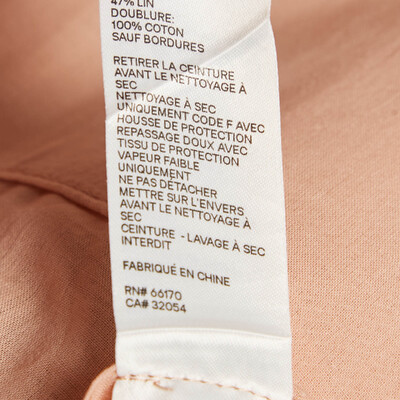 47% LIN
DOUBLURE:
100% COTON
SAUF BORDURES
RETIRER LA CEINTURE
AVANT LE NETTOYAGE À
SEC
NETTOYAGE À SEC
UNIQUEMENT CODE F AVEC
HOUSSE DE PROTECTION
REPASSAGE DOUX AVEC
TISSU DE PROTECTION
VAPEUR FAIBLE
UNIQUEMENT
NE PAS DÉTACHER
METTRE SUR L'ENVERS
AVANT LE NETTOYAGE À
SEC
CEINTURE - LAVAGE À SEC
INTERDIT
FABRIQUÉ EN CHINE
RN# 66170
CA# 32054